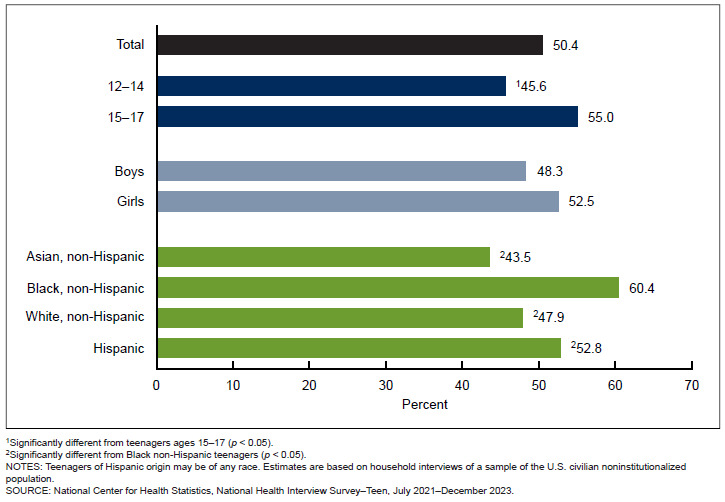 Total 50.4
12–14 ¹45.6
15–17 55.0
Boys 48.3
Girls 52.5
Asian, non-Hispanic ²43.5
Black, non-Hispanic 60.4
White, non-Hispanic ²47.9
Hispanic ²52.8
0 10 20 30 40 50 60 70
Percent
¹Significantly different from teenagers ages 15–17 (p < 0.05).
²Significantly different from Black non-Hispanic teenagers (p < 0.05).
NOTES: Teenagers of Hispanic origin may be of any race. Estimates are based on household interviews of a sample of the U.S. civilian noninstitutionalized
population.
SOURCE: National Center for Health Statistics, National Health Interview Survey–Teen, July 2021–December 2023.